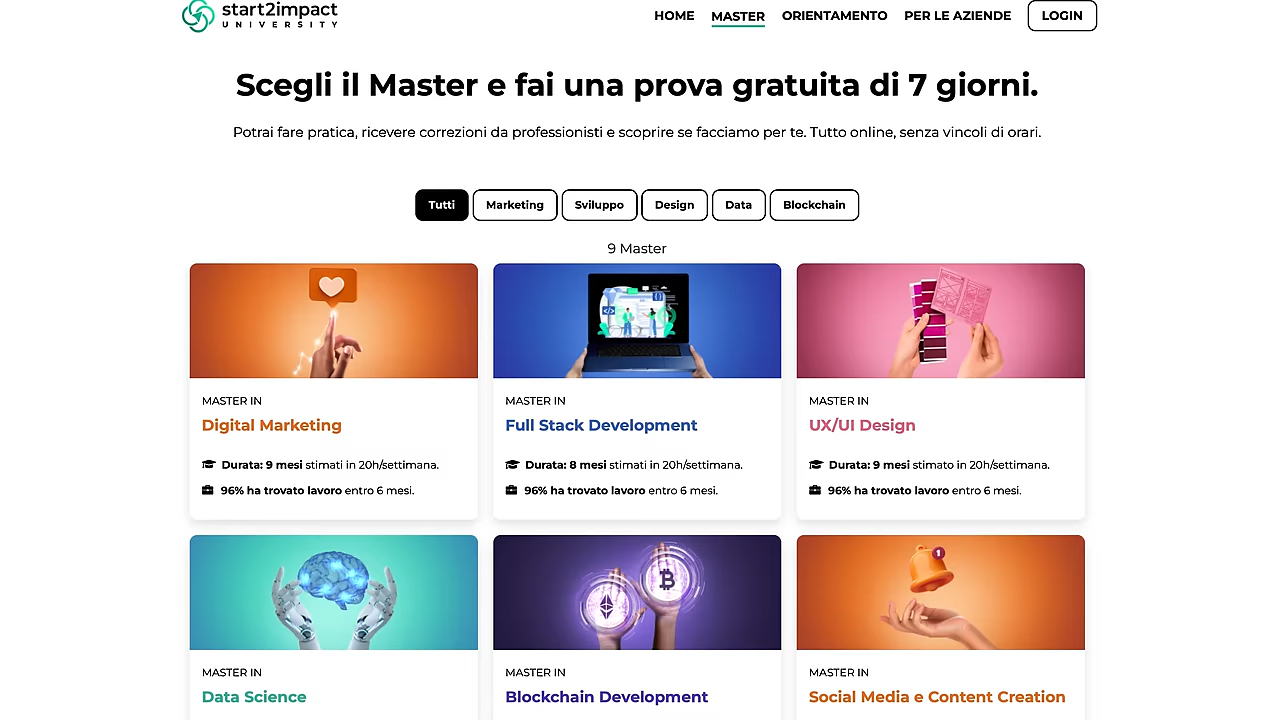 start2impact
UNIVERSITY
HOME
MASTER
ORIENTAMENTO
PER LE AZIENDE
LOGIN
Scegli il Master e fai una prova gratuita di 7 giorni.
Potrai fare pratica, ricevere correzioni da professionisti e scoprire se facciamo per te. Tutto online, senza vincoli di orari.
Tutti
Marketing
Sviluppo
Design
Data
Blockchain
9 Master
MASTER IN
Digital Marketing
Durata: 9 mesi stimati in 20h/settimana.
96% ha trovato lavoro entro 6 mesi.
MASTER IN
Full Stack Development
Durata: 8 mesi stimati in 20h/settimana.
96% ha trovato lavoro entro 6 mesi.
MASTER IN
UX/UI Design
Durata: 9 mesi stimato in 20h/settimana.
96% ha trovato lavoro entro 6 mesi.
MASTER IN
Data Science
MASTER IN
Blockchain Development
1
MASTER IN
Social Media e Content Creation